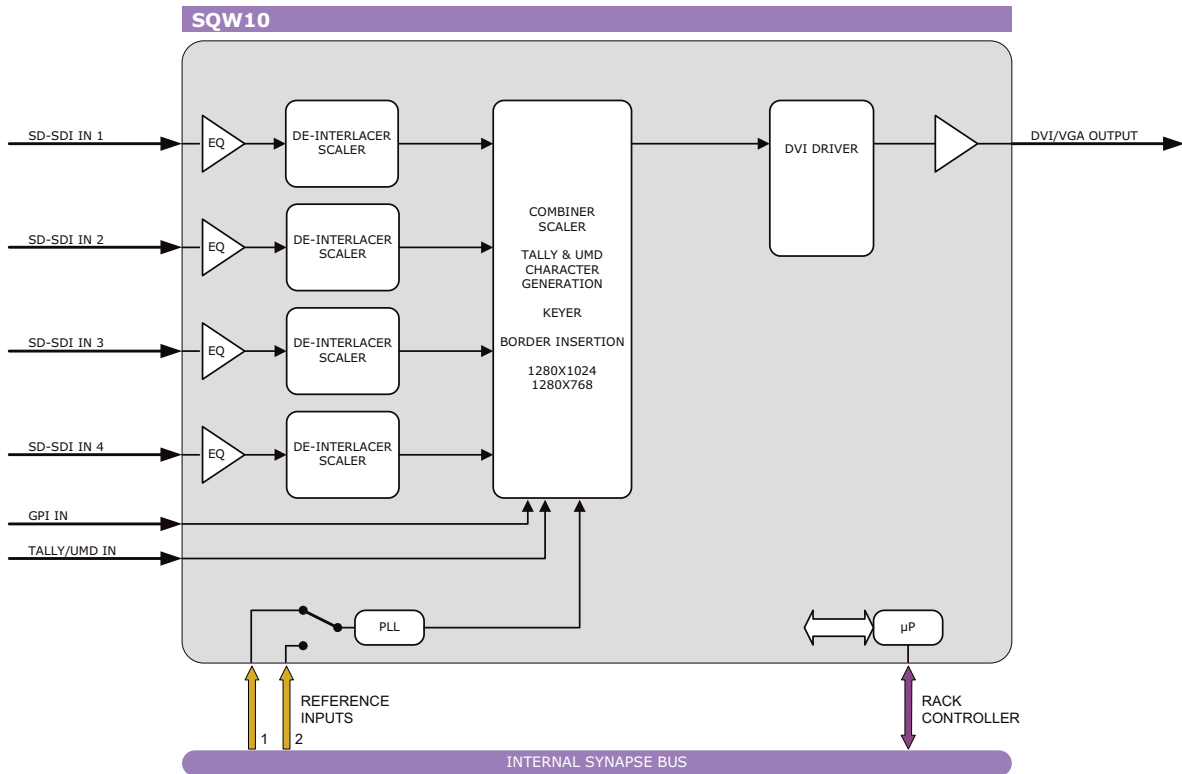 SQW10
SD-SDI IN 1
EQ
DE-INTERLACER
SCALER
SD-SDI IN 2
EQ
DE-INTERLACER
SCALER
SD-SDI IN 3
EQ
DE-INTERLACER
SCALER
SD-SDI IN 4
EQ
DE-INTERLACER
SCALER
COMBINER
SCALER
TALLY & UMD
CHARACTER
GENERATION
KEYER
BORDER INSERTION
1280X1024
1280X768
DVI DRIVER
DVI/VGA OUTPUT
GPI IN
TALLY/UMD IN
PLL
µP
REFERENCE
INPUTS
1
2
RACK
CONTROLLER
INTERNAL SYNAPSE BUS